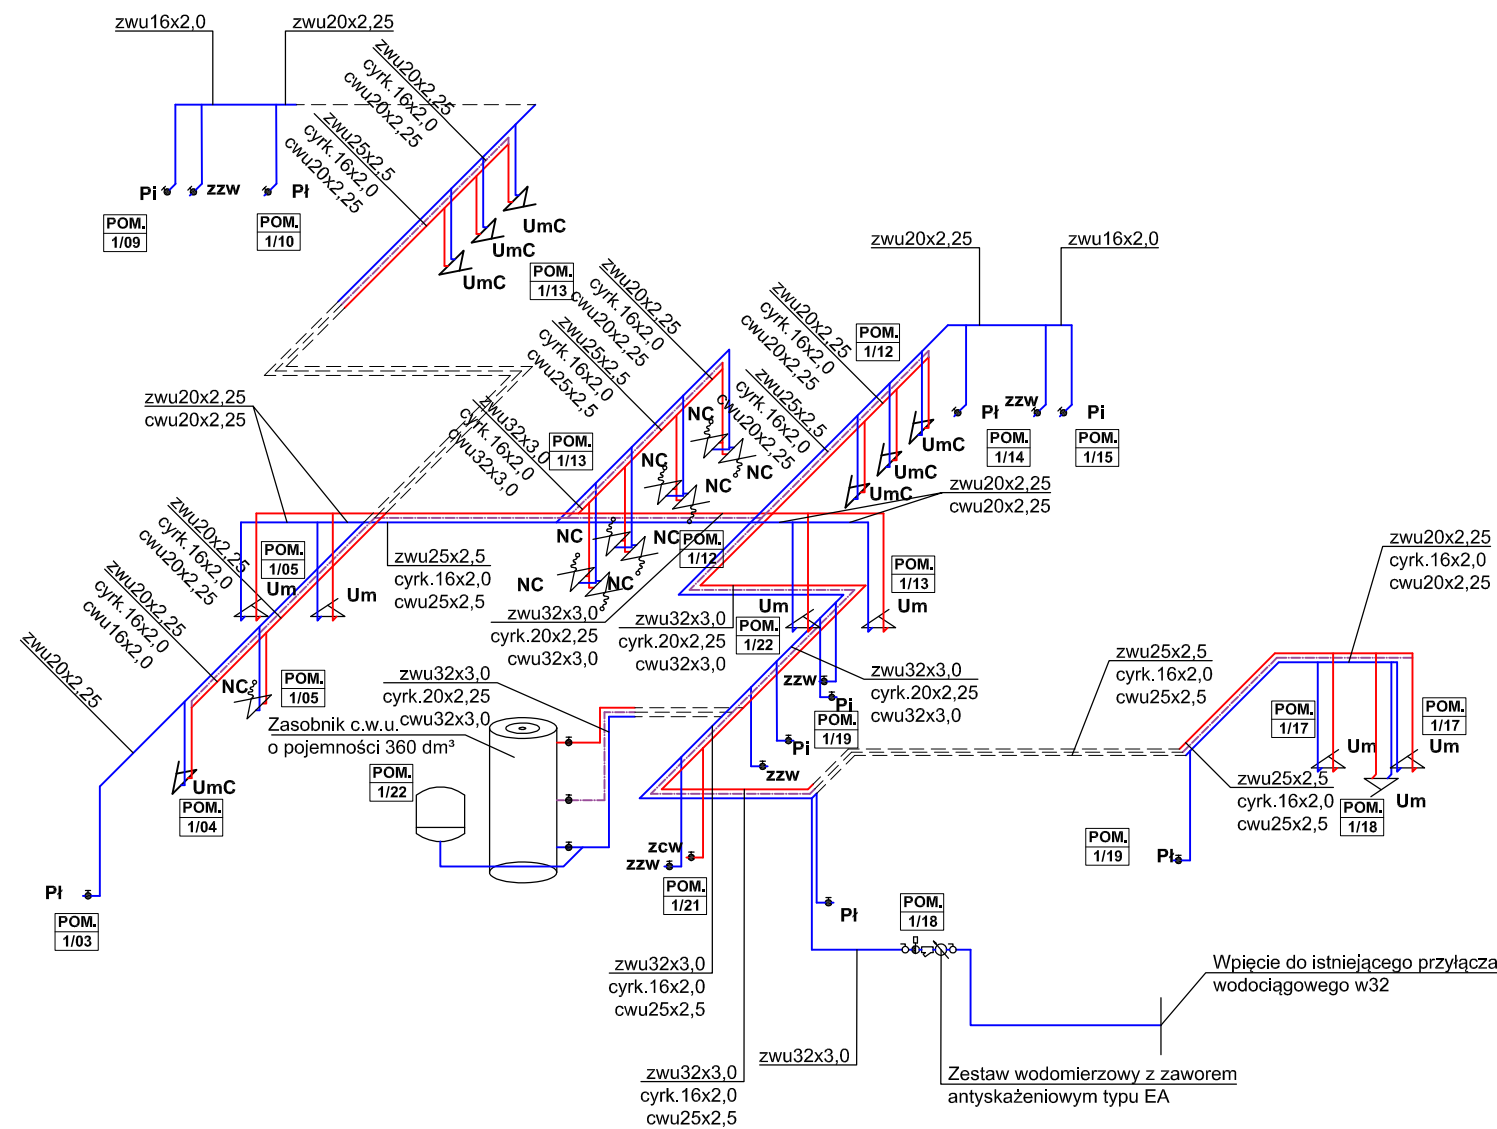 zwu16x2,0
zwu20x2,25
zwu20x2,25
cyrk.16x2,0
cwu20x2,25
zwu25x2,5
cyrk.16x2,0
cwu20x2,25
Pi
zzw
Pł
POM.
1/09
POM.
1/10
UmC
UmC
UmC
POM.
1/13
zwu20x2,25
zwu16x2,0
zwu20x2,25
cyrk.16x2,0
cwu20x2,25
zwu25x2,5
cyrk.16x2,0
cwu25x2,5
zwu32x3,0
cyrk.16x2,0
cwu32x3,0
POM.
1/13
zwu20x2,25
cyrk.16x2,0
cwu20x2,25
zwu25x2,5
cyrk.16x2,0
cwu20x2,25
POM.
1/12
Pł
zzw
Pi
POM.
1/14
POM.
1/15
UmC
UmC
UmC
zwu20x2,25
cwu20x2,25
NC
NC
NC
NC
NC
NC
NC
NC
POM.
1/12
zwu20x2,25
cwu20x2,25
zwu20x2,25
cyrk.16x2,0
cwu20x2,25
zwu20x2,25
cyrk.16x2,0
cwu16x2,0
zwu20x2,25
POM.
1/05
Um
Um
zwu25x2,5
cyrk.16x2,0
cwu25x2,5
zwu32x3,0
cyrk.20x2,25
cwu32x3,0
zwu32x3,0
cyrk.20x2,25
cwu32x3,0
Um
POM.
1/22
POM.
1/13
Um
zwu20x2,25
cyrk.16x2,0
cwu20x2,25
NC
POM.
1/05
zwu32x3,0
cyrk.20x2,25
cwu32x3,0
Zasobnik c.w.u.
o pojemności 360 dm³
POM.
1/22
zzw
Pi
zwu32x3,0
cyrk.20x2,25
cwu32x3,0
POM.
1/19
Pi
zzw
zwu25x2,5
cyrk.16x2,0
cwu25x2,5
POM.
1/17
POM.
1/17
Um
Um
Um
zwu25x2,5
cyrk.16x2,0
cwu25x2,5
POM.
1/18
POM.
1/19
Pł
UmC
POM.
1/04
Pł
POM.
1/03
zcw
zzw
POM.
1/21
Pł
POM.
1/18
zwu32x3,0
cyrk.16x2,0
cwu25x2,5
Wpięcie do istniejącego przyłącza
wodociągowego w32
zwu32x3,0
zwu32x3,0
cyrk.16x2,0
cwu25x2,5
Zestaw wodomierzowy z zaworem
antyskażeniowym typu EA